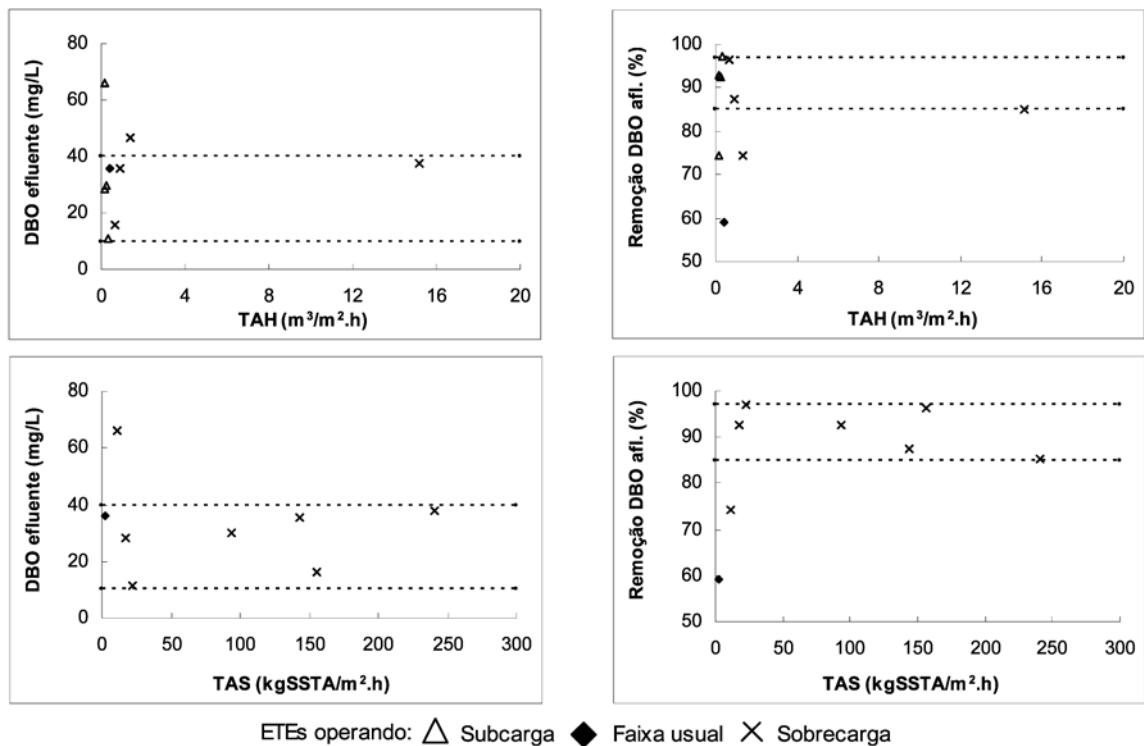 DBO efluente (mg/L)
80
60
40
20
0
0 4 8 12 16 20
TAH (m³/m².h)
Remoção DBO afl. (%)
100
90
80
70
60
50
0 4 8 12 16 20
TAH (m³/m².h)
DBO efluente (mg/L)
80
60
40
20
0
0 50 100 150 200 250 300
TAS (kgSSTA/m².h)
Remoção DBO afl. (%)
100
90
80
70
60
50
0 50 100 150 200 250 300
TAS (kgSSTA/m².h)
ETEs operando: Subcarga Faixa usual Sobrecarga